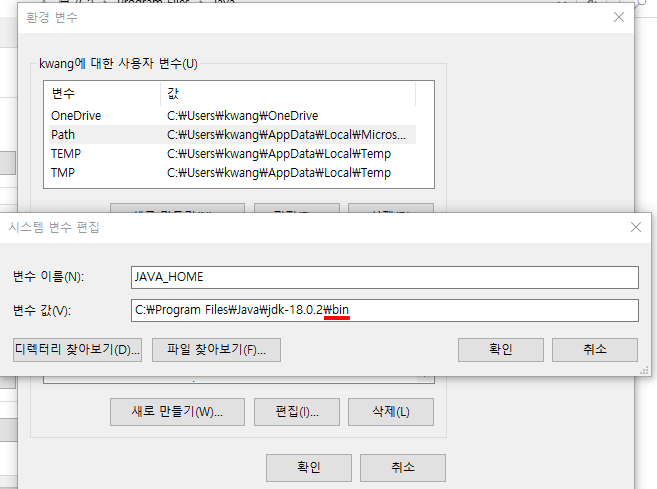 환경 변수
kwang에 대한 사용자 변수(U)
변수 값
OneDrive C:₩Users₩kwang₩OneDrive
Path C:₩Users₩kwang₩AppData₩Local₩Micros...
TEMP C:₩Users₩kwang₩AppData₩Local₩Temp
TMP C:₩Users₩kwang₩AppData₩Local₩Temp
시스템 변수 편집
변수 이름(N): JAVA_HOME
변수 값(V): C:₩Program Files₩Java₩jdk-18.0.2₩bin
디렉터리 찾아보기(D)... 파일 찾아보기(F)... 확인 취소
새로 만들기(W)... 편집(I)... 삭제(L)
확인 취소